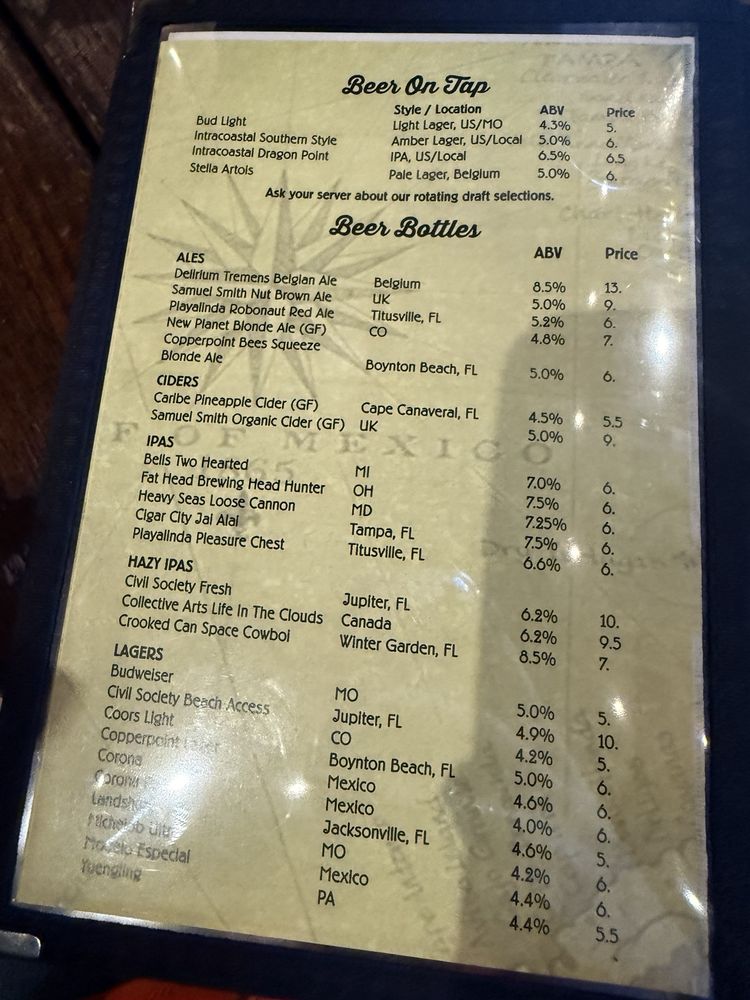 Beer On Tap
Style / Location ABV Price
Bud Light Light Lager, US/MO 4.3% 5.
Intracoastal Southern Style Amber Lager, US/Local 5.0% 6.
Intracoastal Dragon Point IPA, US/Local 6.5% 6.5
Stella Artois Pale Lager, Belgium 5.0% 6.
Ask your server about our rotating draft selections.
Beer Bottles
ABV Price
ALES
Delirium Tremens Belgian Ale Belgium 8.5% 13.
Samuel Smith Nut Brown Ale UK 5.0% 9.
Playalinda Robonaut Red Ale Titusville, FL 5.2% 6.
New Planet Blonde Ale (GF) CO 4.8% 7.
Copperpoint Bees Squeeze
Blonde Ale Boynton Beach, FL 5.0% 6.
CIDERS
Caribe Pineapple Cider (GF) Cape Canaveral, FL 4.5% 5.5
Samuel Smith Organic Cider (GF) UK 5.0% 9.
OF MEXICO
IPAS
Bells Two Hearted MI 7.0% 6.
Fat Head Brewing Head Hunter OH 7.5% 6.
Heavy Seas Loose Cannon MD 7.25% 6.
Cigar City Jai Alai Tampa, FL 7.5% 6.
Playalinda Pleasure Chest Titusville, FL 6.6% 6.
HAZY IPAS
Civil Society Fresh Jupiter, FL 6.2% 10.
Collective Arts Life In The Clouds Canada 6.2% 9.5
Crooked Can Space Cowboi Winter Garden, FL 8.5% 7.
LAGERS
Budweiser MO 5.0% 5.
Civil Society Beach Access Jupiter, FL 4.9% 10.
Coors Light CO 4.2% 5.
Copperpoint Lager Boynton Beach, FL 5.0% 6.
Corona Mexico 4.6% 6.
Corona Mexico 4.0% 6.
Jacksonville, FL 4.6% 5.
Michelob Ultra MO 4.2% 6.
Modelo Especial Mexico 4.4% 6.
Yuengling PA 4.4% 5.5